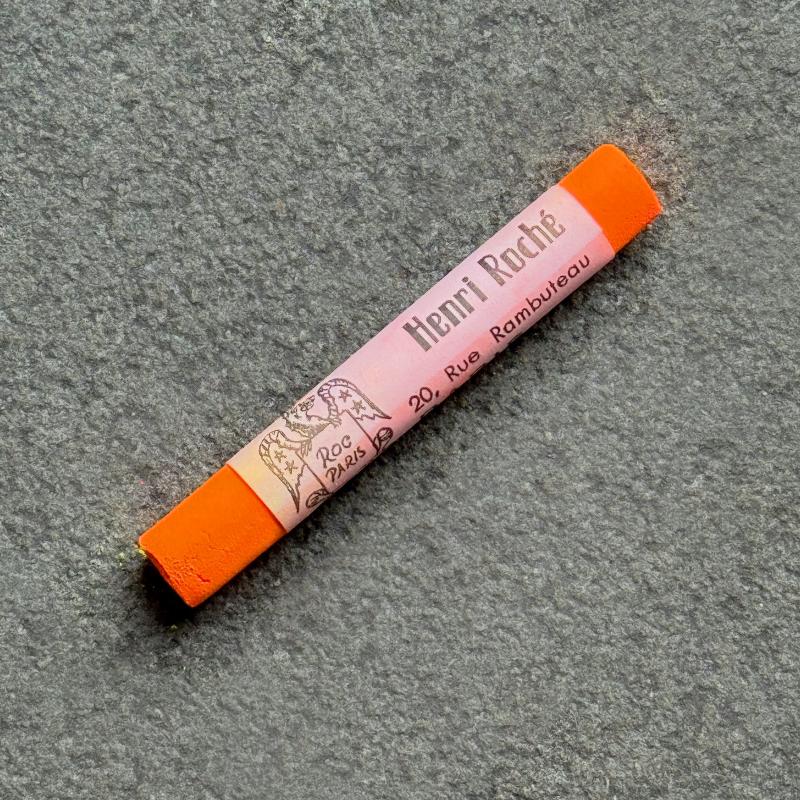 Henri Roché
20, Rue Rambuteau
ROC
PARIS